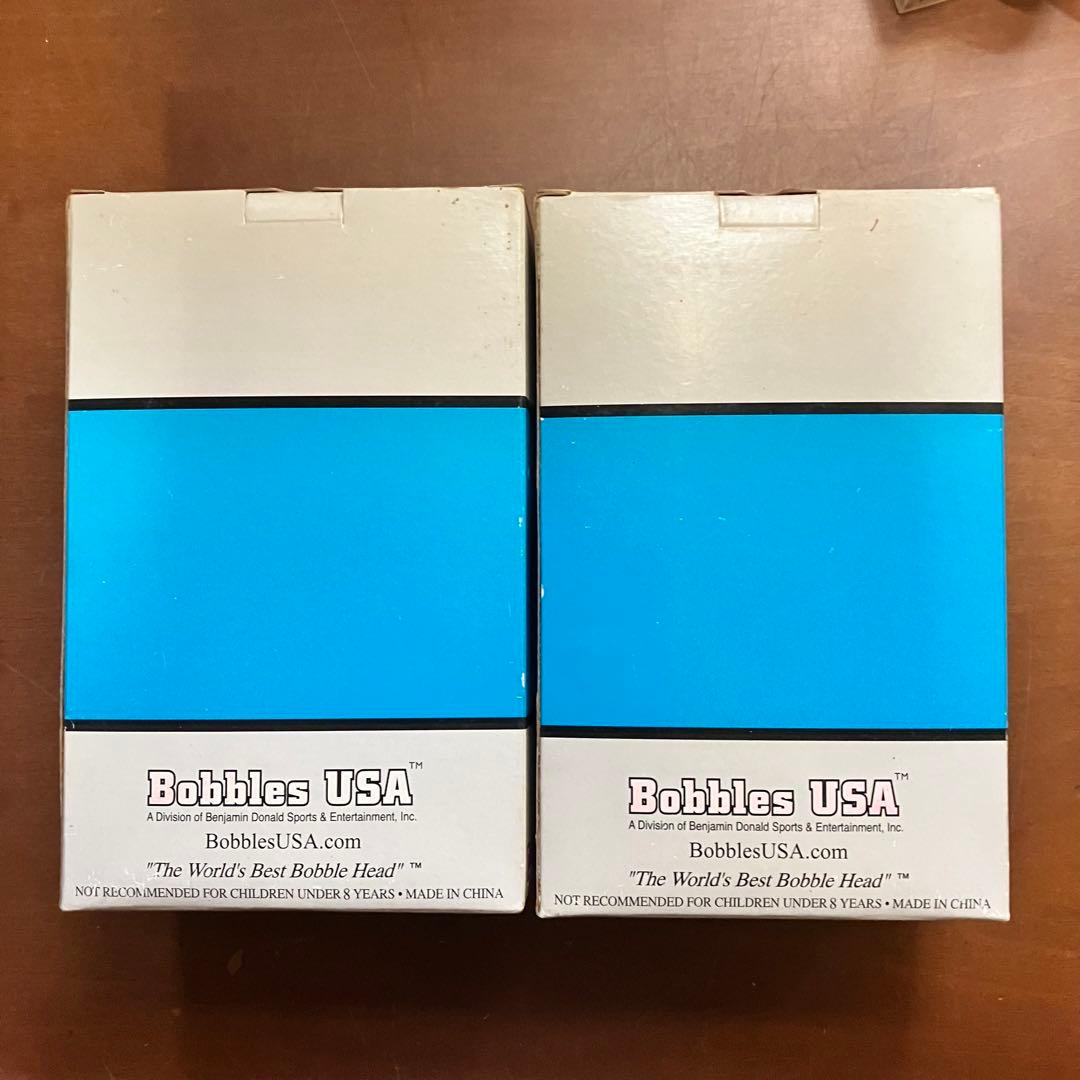 Bobbles USA™
A Division of Benjamin Donald Sports & Entertainment, Inc.
BobblesUSA.com
"The World's Best Bobble Head" ™
NOT RECOMMENDED FOR CHILDREN UNDER 8 YEARS • MADE IN CHINA
Bobbles USA™
A Division of Benjamin Donald Sports & Entertainment, Inc.
BobblesUSA.com
"The World's Best Bobble Head" ™
NOT RECOMMENDED FOR CHILDREN UNDER 8 YEARS • MADE IN CHINA